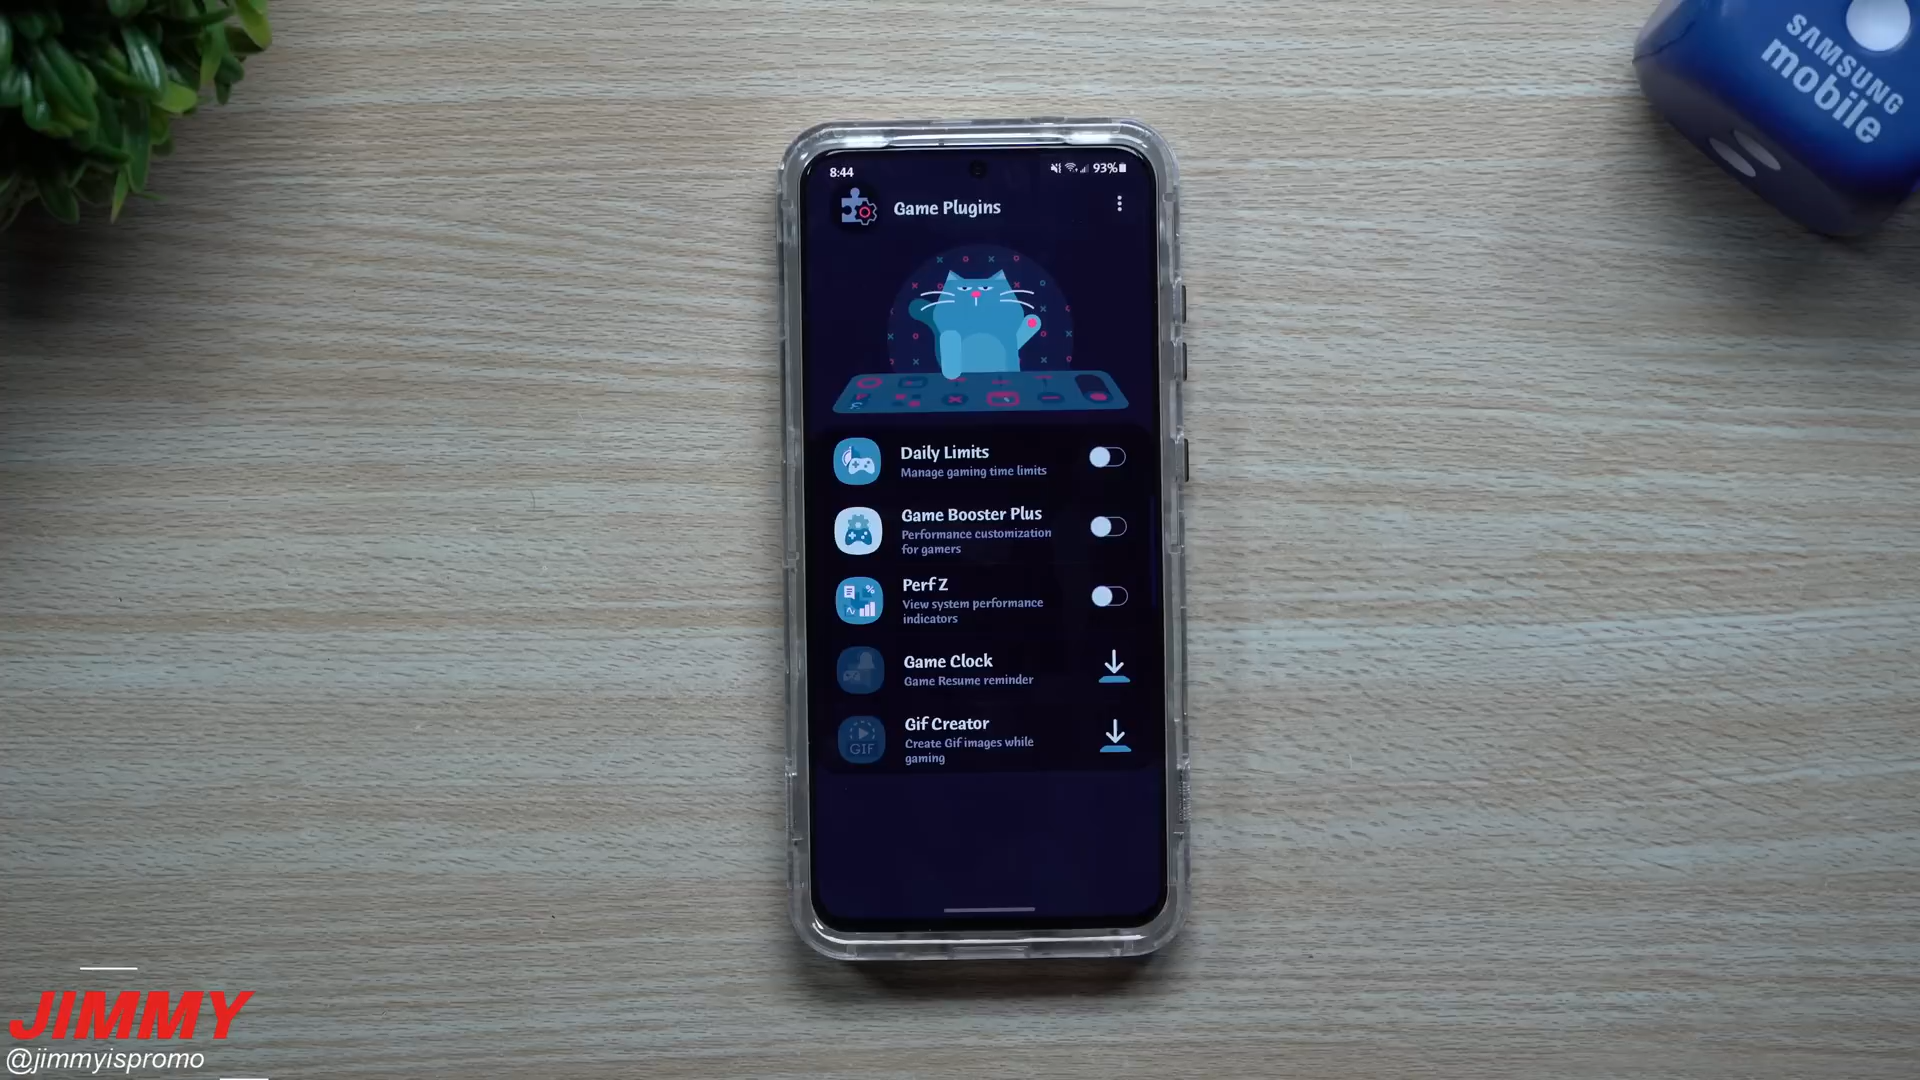 SAMSUNG
mobile
8:44
93%
Game Plugins
Daily Limits
Manage gaming time limits
Game Booster Plus
Performance customization
for gamers
Perf Z
View system performance
indicators
Game Clock
Game Resume reminder
GIF
Gif Creator
Create Gif images while
gaming
JIMMY
@jimmyispromo